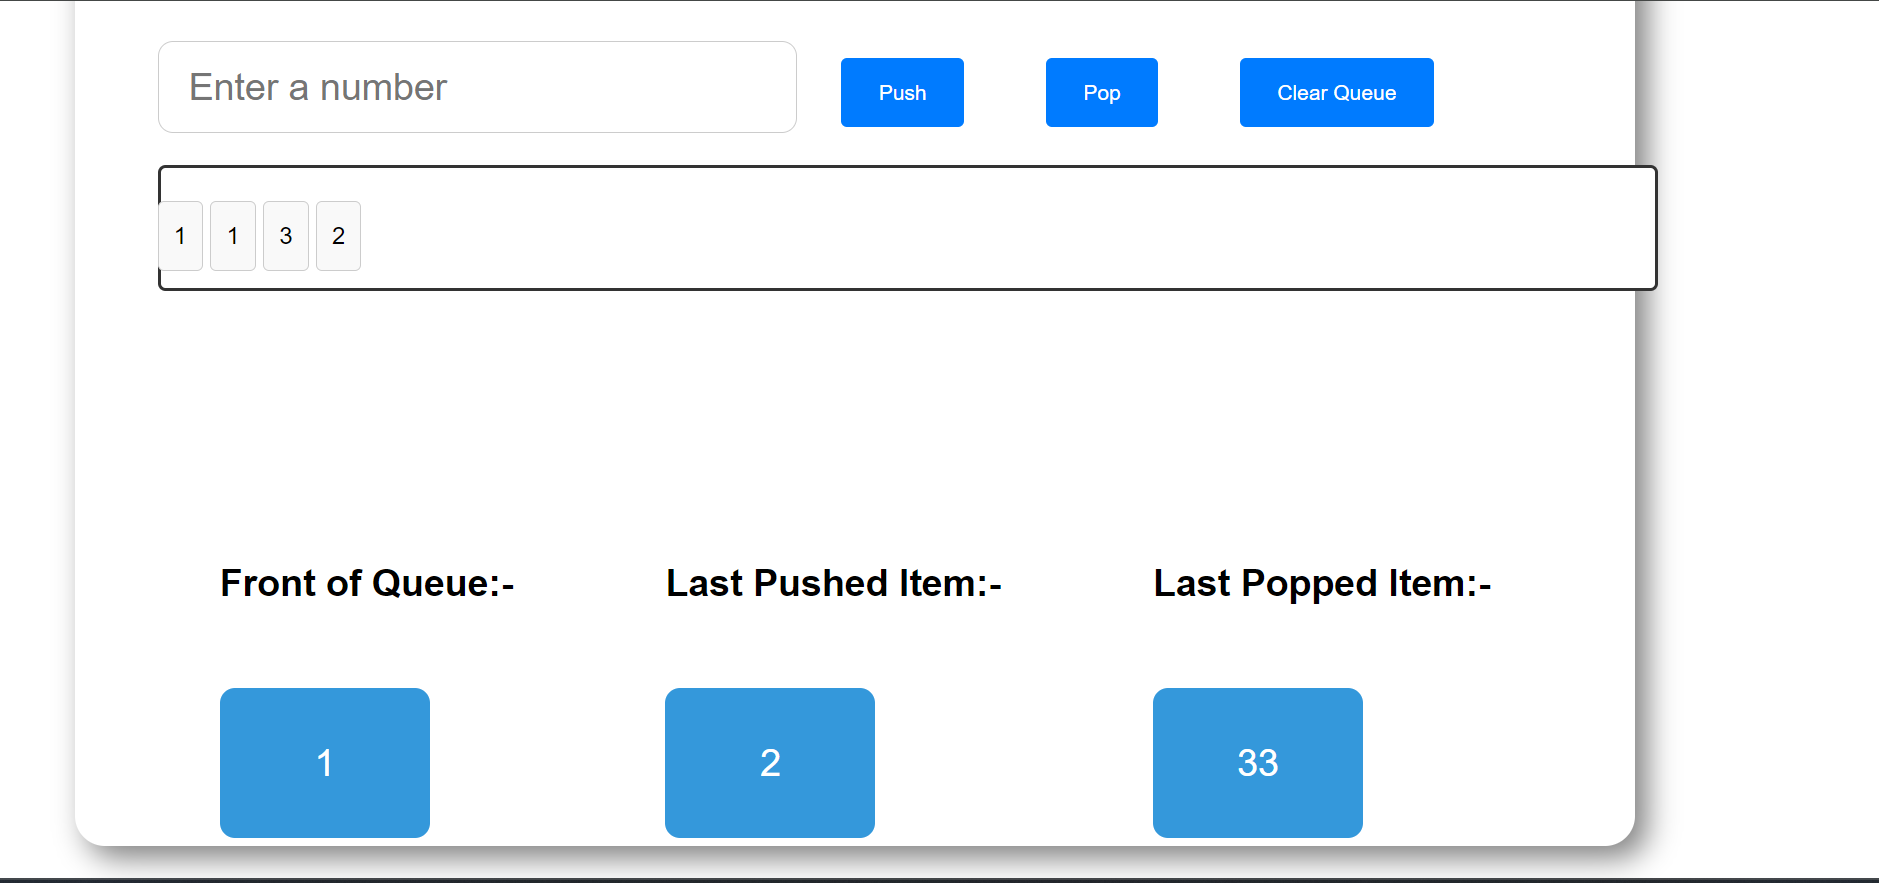 Enter a number Push Pop Clear Queue
1 1 3 2
Front of Queue:- Last Pushed Item:- Last Popped Item:-
1 2 33